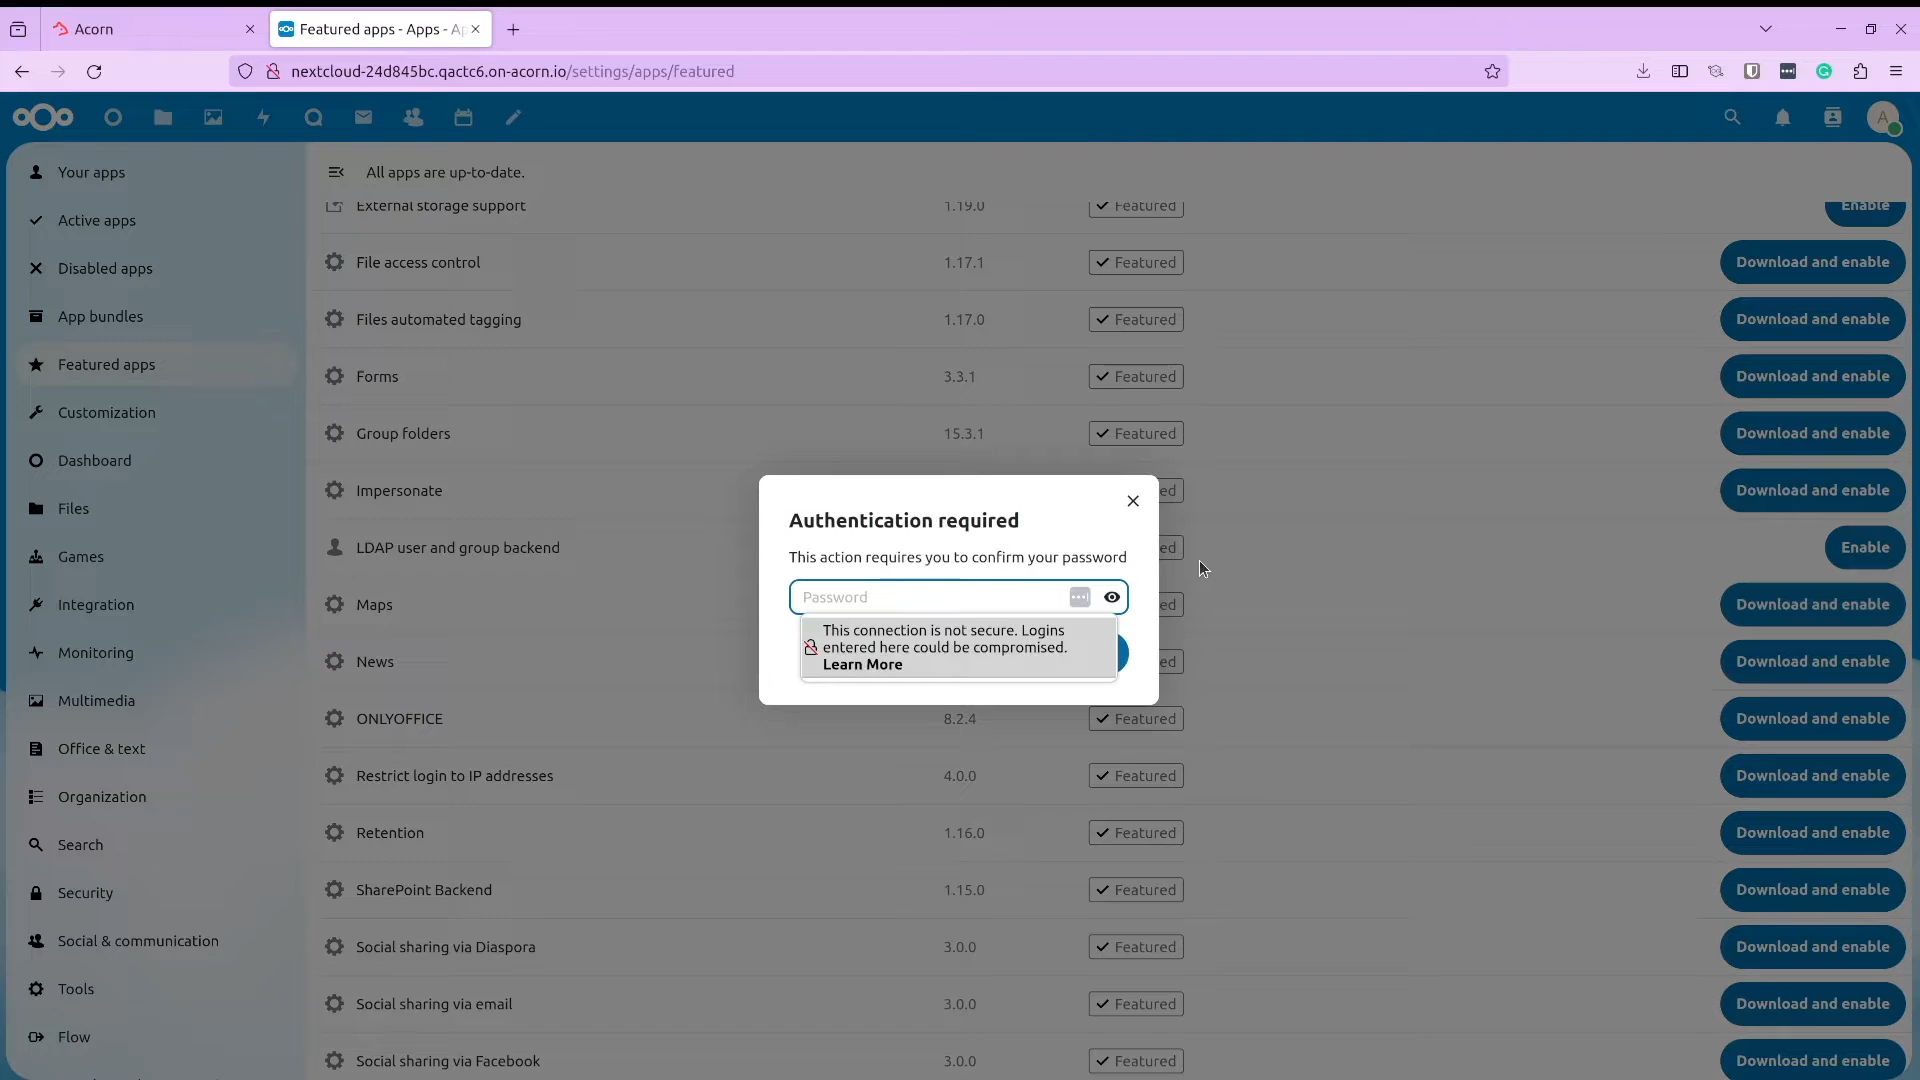 Acorn
Featured apps - Apps - Ap
nextcloud-24d845bc.qactc6.on-acorn.io/settings/apps/featured
A
Your apps
Active apps
Disabled apps
App bundles
Featured apps
Customization
Dashboard
Files
Games
Integration
Monitoring
Multimedia
Office & text
Organization
Search
Security
Social & communication
Tools
Flow
All apps are up-to-date.
External storage support 1.19.0 Featured Enable
File access control 1.17.1 Featured Download and enable
Files automated tagging 1.17.0 Featured Download and enable
Forms 3.3.1 Featured Download and enable
Group folders 15.3.1 Featured Download and enable
Impersonate ed Download and enable
LDAP user and group backend ed Enable
Maps ed Download and enable
News ed Download and enable
ONLYOFFICE 8.2.4 Featured Download and enable
Restrict login to IP addresses 4.0.0 Featured Download and enable
Retention 1.16.0 Featured Download and enable
SharePoint Backend 1.15.0 Featured Download and enable
Social sharing via Diaspora 3.0.0 Featured Download and enable
Social sharing via email 3.0.0 Featured Download and enable
Social sharing via Facebook 3.0.0 Featured Download and enable
Authentication required
This action requires you to confirm your password
Password
This connection is not secure. Logins
entered here could be compromised.
Learn More